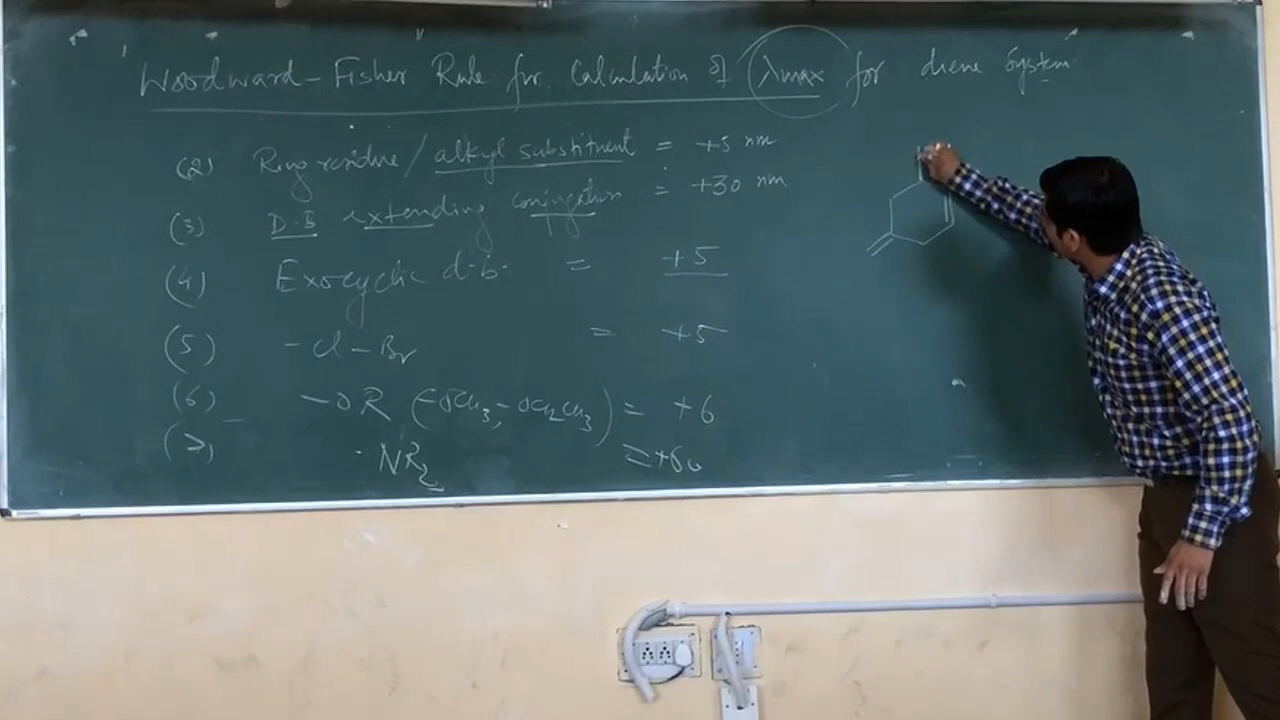 Woodward-Fisher Rule for Calculation of λmax for diene System
(2) Ring residue / alkyl substituent = +5 nm
(3) D.B extending conjugation = +30 nm
(4) Exocyclic d.b. = +5
(5) -Cl -Br = +5
(6) -OR (-OCH3, -OCH2CH3) = +6
(7) NR2 = +60